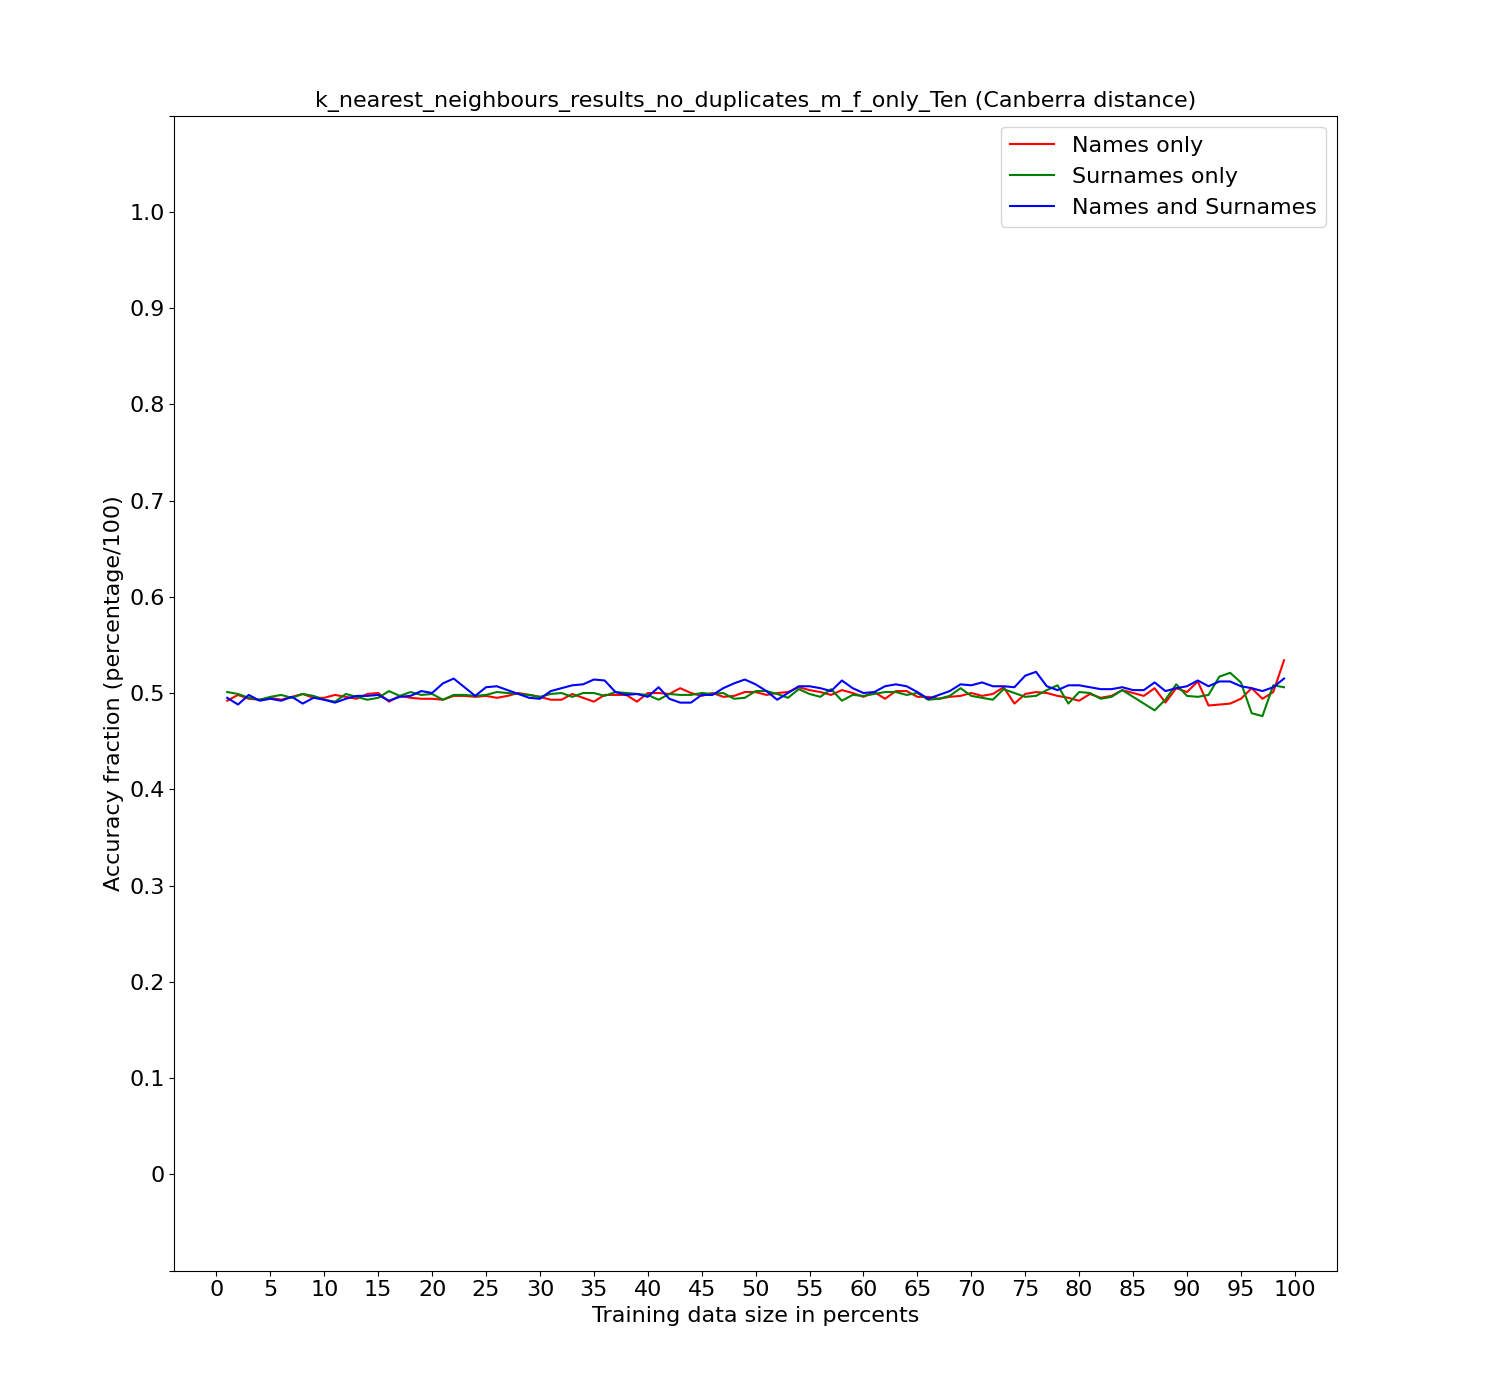 k_nearest_neighbours_results_no_duplicates_m_f_only_Ten (Canberra distance)
Names only
Surnames only
Names and Surnames
1.0
0.9
0.8
0.7
0.6
0.5
0.4
0.3
0.2
0.1
0
Accuracy fraction (percentage/100)
0 5 10 15 20 25 30 35 40 45 50 55 60 65 70 75 80 85 90 95 100
Training data size in percents